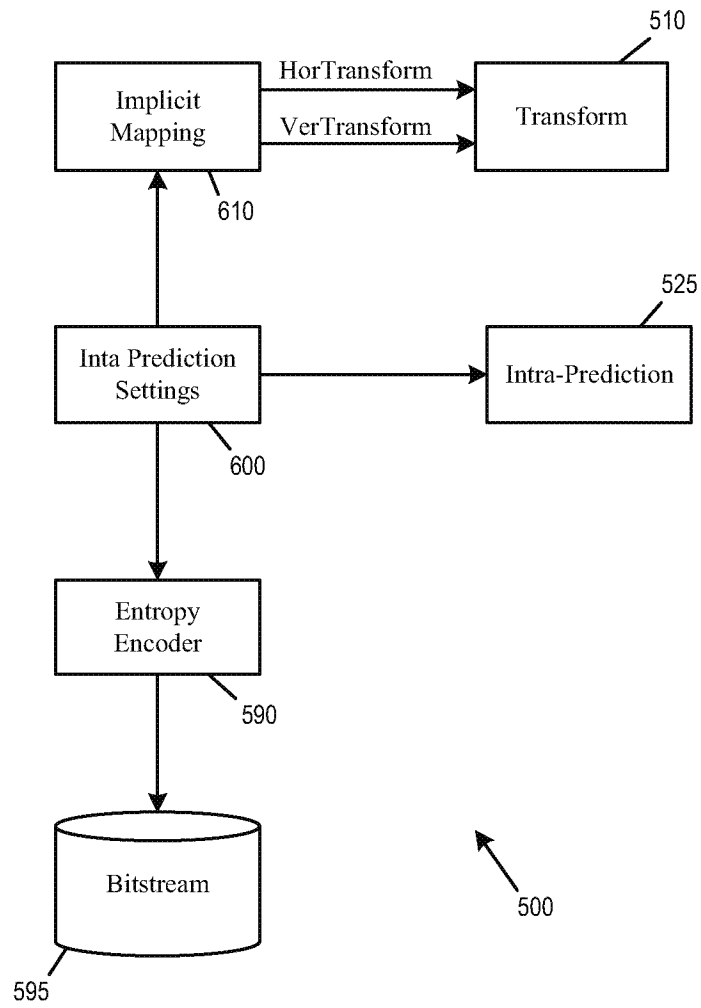 510
Implicit
Mapping
HorTransform
VerTransform
Transform
610
525
Inta Prediction
Settings
Intra-Prediction
600
Entropy
Encoder
590
Bitstream
500
595